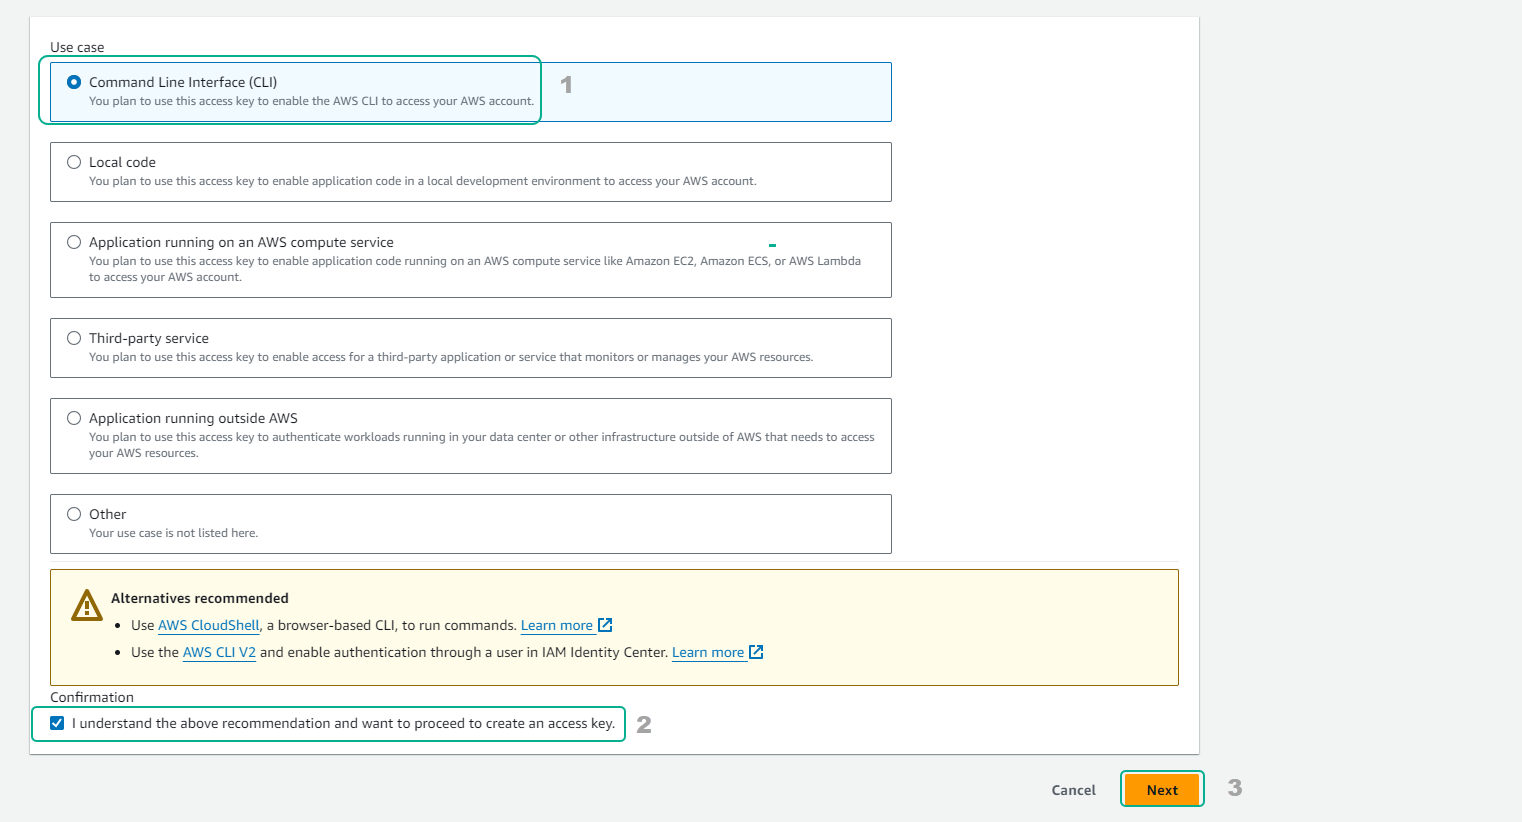 Use case
Command Line Interface (CLI)
1
You plan to use this access key to enable the AWS CLI to access your AWS account.
Local code
You plan to use this access key to enable application code in a local development environment to access your AWS account.
Application running on an AWS compute service
You plan to use this access key to enable application code running on an AWS compute service like Amazon EC2, Amazon ECS, or AWS Lambda
to access your AWS account.
Third-party service
You plan to use this access key to enable access for a third-party application or service that monitors or manages your AWS resources.
Application running outside AWS
You plan to use this access key to authenticate workloads running in your data center or other infrastructure outside of AWS that needs to access
your AWS resources.
Other
Your use case is not listed here.
Alternatives recommended
• Use AWS CloudShell, a browser-based CLI, to run commands. Learn more
• Use the AWS CLI V2 and enable authentication through a user in IAM Identity Center. Learn more
Confirmation
I understand the above recommendation and want to proceed to create an access key. 2
Cancel Next 3